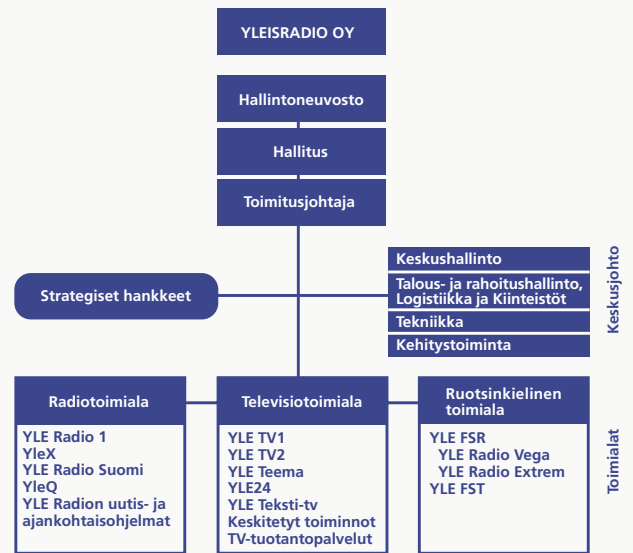 YLEISRADIO OY
Hallintoneuvosto
Hallitus
Toimitusjohtaja
Strategiset hankkeet
Keskushallinto
Talous- ja rahoitushallinto,
Logistiikka ja Kiinteistöt
Tekniikka
Kehitystoiminta
Keskusjohto
Radiotoimiala
YLE Radio 1
YleX
YLE Radio Suomi
YleQ
YLE Radion uutis- ja
ajankohtaisohjelmat
Televisiotoimiala
YLE TV1
YLE TV2
YLE Teema
YLE24
YLE Teksti-tv
Keskitetyt toiminnot
TV-tuotantopalvelut
Ruotsinkielinen
toimiala
YLE FSR
YLE Radio Vega
YLE Radio Extrem
YLE FST
Toimialat